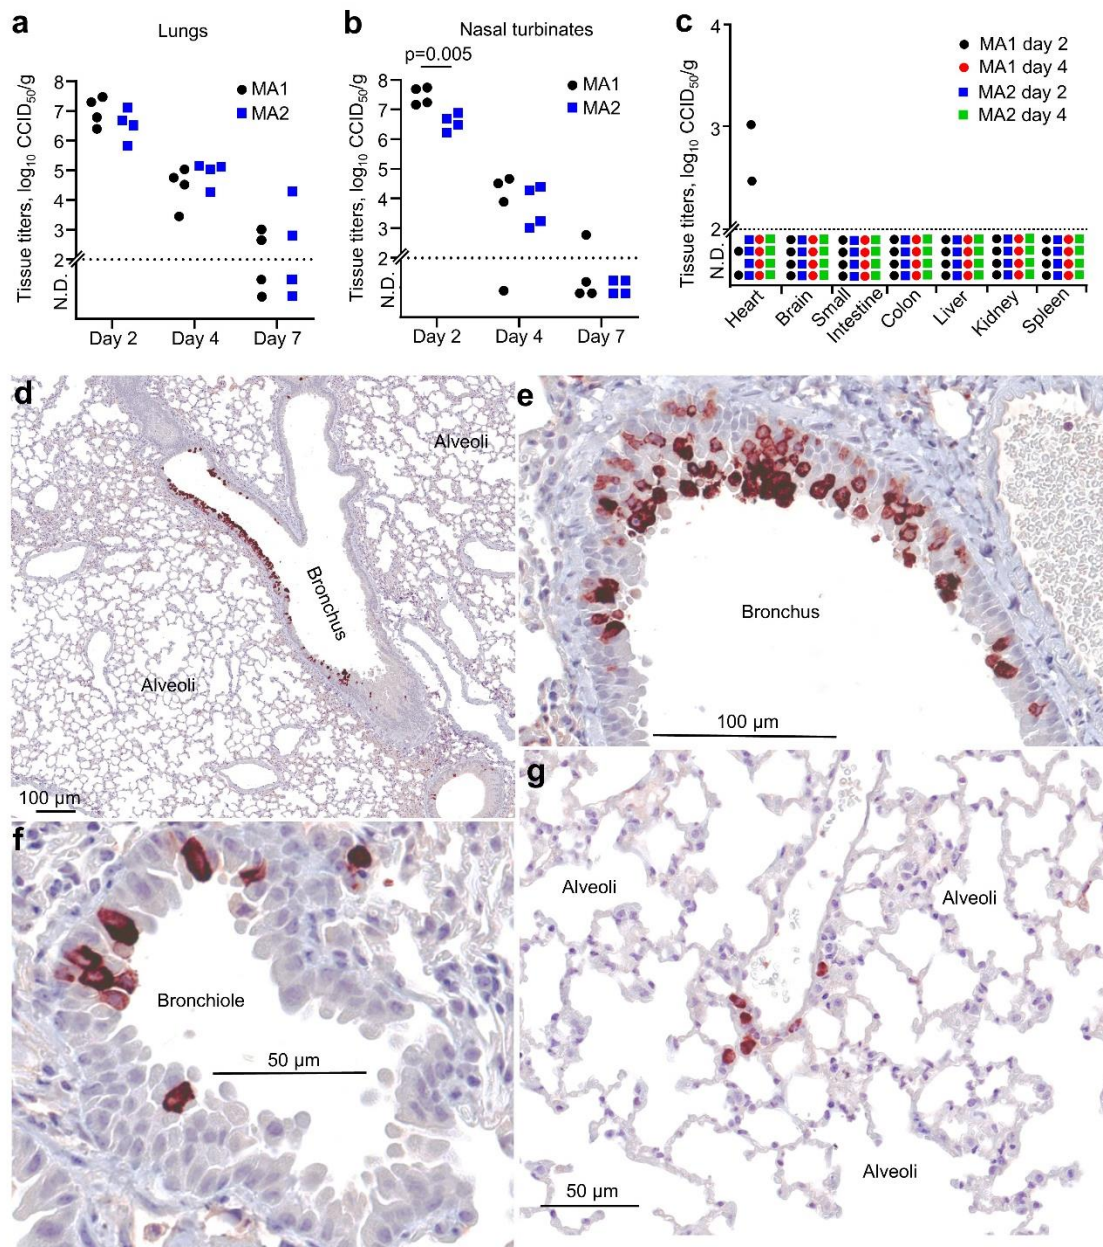 a
Lungs
Tissue titers, log₁₀ CCID₅₀/g
8
7
6
5
4
3
2
N.D.
MA1
MA2
Day 2 Day 4 Day 7
b
Nasal turbinates
p=0.005
Tissue titers, log₁₀ CCID₅₀/g
8
7
6
5
4
3
2
N.D.
MA1
MA2
Day 2 Day 4 Day 7
c
Tissue titers, log₁₀ CCID₅₀/g
4
3
2
N.D.
MA1 day 2
MA1 day 4
MA2 day 2
MA2 day 4
Heart
Brain
Small
Intestine
Colon
Liver
Kidney
Spleen
d
Alveoli
Bronchus
Alveoli
100 µm
e
Bronchus
100 µm
f
Bronchiole
50 µm
g
Alveoli
Alveoli
Alveoli
50 µm